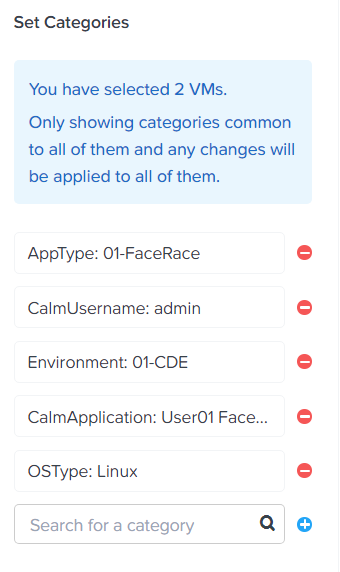 Set Categories
You have selected 2 VMs.
Only showing categories common
to all of them and any changes will
be applied to all of them.
AppType: 01-FaceRace
CalmUsername: admin
Environment: 01-CDE
CalmApplication: User01 Face...
OSType: Linux
Search for a category